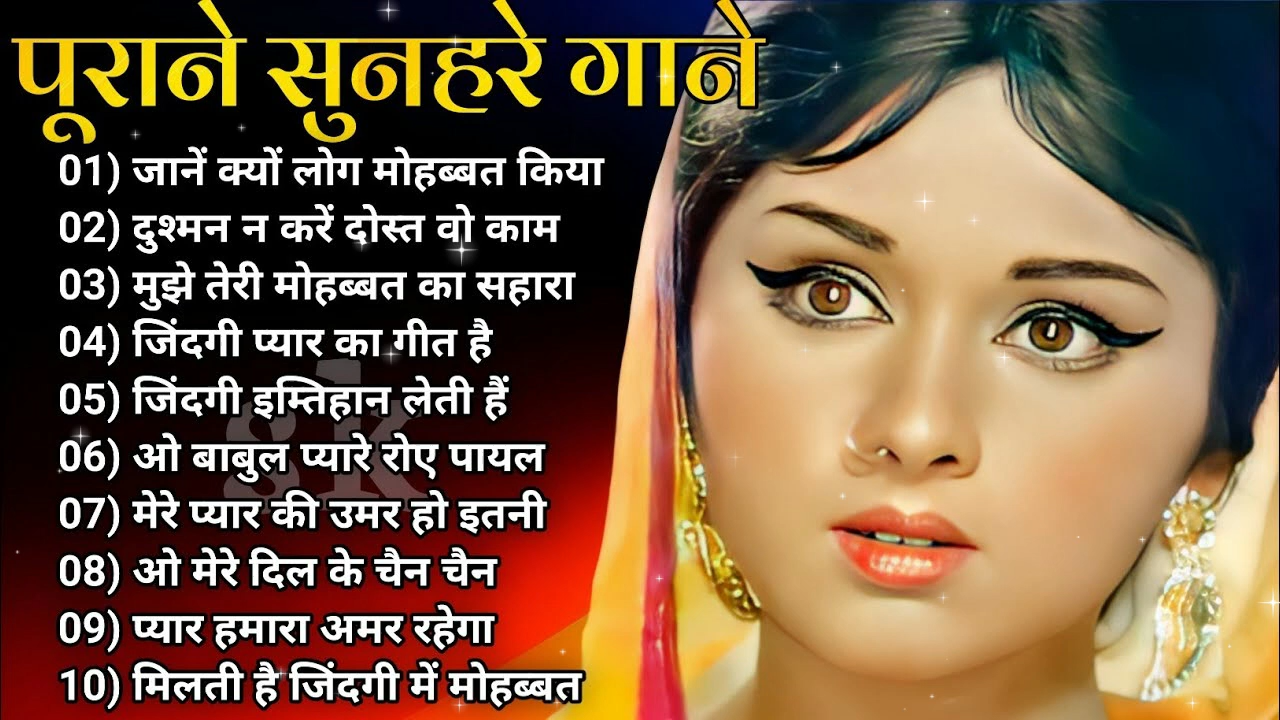 पूराने सुनहरे गाने
01) जानें क्यों लोग मोहब्बत किया
02) दुश्मन न करें दोस्त वो काम
03) मुझे तेरी मोहब्बत का सहारा
04) जिंदगी प्यार का गीत है
05) जिंदगी इम्तिहान लेती हैं
06) ओ बाबुल प्यारे रोए पायल
07) मेरे प्यार की उमर हो इतनी
08) ओ मेरे दिल के चैन चैन
09) प्यार हमारा अमर रहेगा
10) मिलती है जिंदगी में मोहब्बत
sk